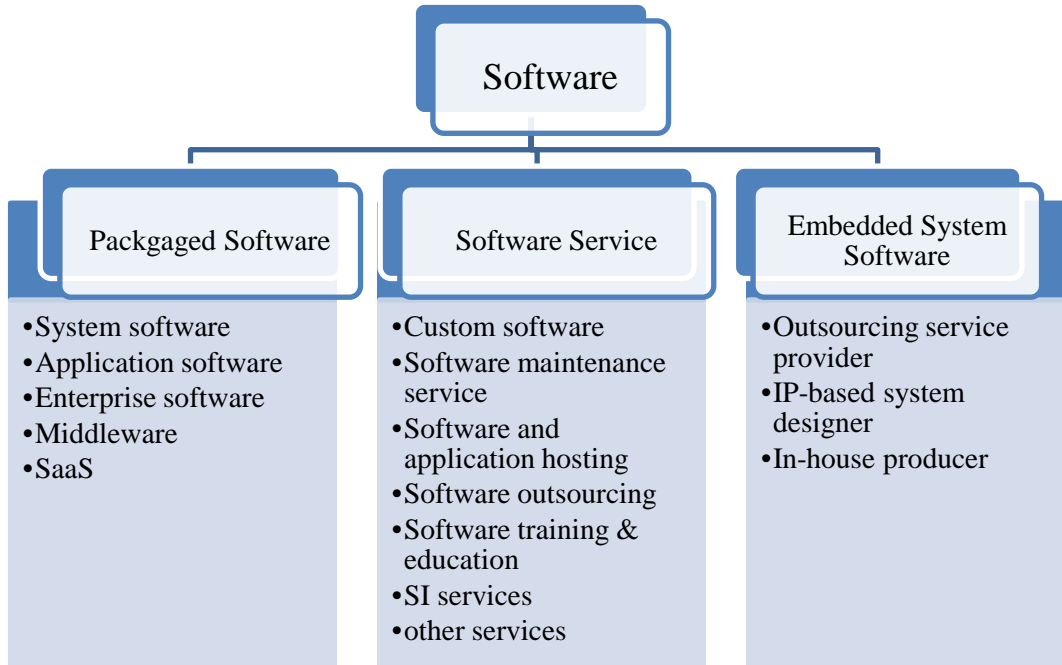 Software
Packgaged Software
•System software
•Application software
•Enterprise software
•Middleware
•SaaS
Software Service
•Custom software
•Software maintenance
service
•Software and
application hosting
•Software outsourcing
•Software training &
education
•SI services
•other services
Embedded System
Software
•Outsourcing service
provider
•IP-based system
designer
•In-house producer